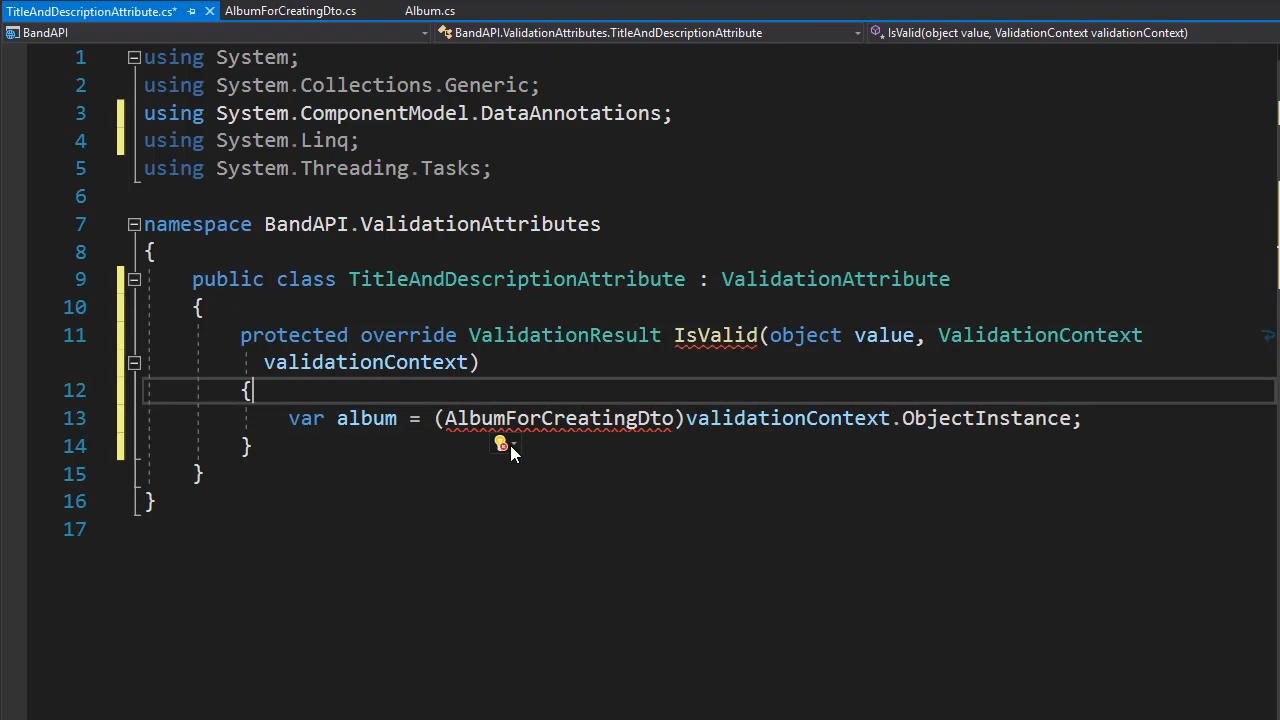 TitleAndDescriptionAttribute.cs* AlbumForCreatingDto.cs Album.cs
BandAPI BandAPI.ValidationAttributes.TitleAndDescriptionAttribute IsValid(object value, ValidationContext validationContext)
1 using System;
2 using System.Collections.Generic;
3 using System.ComponentModel.DataAnnotations;
4 using System.Linq;
5 using System.Threading.Tasks;
6
7 namespace BandAPI.ValidationAttributes
8 {
9 public class TitleAndDescriptionAttribute : ValidationAttribute
10 {
11 protected override ValidationResult IsValid(object value, ValidationContext
validationContext)
12 {
13 var album = (AlbumForCreatingDto)validationContext.ObjectInstance;
14 }
15 }
16 }
17